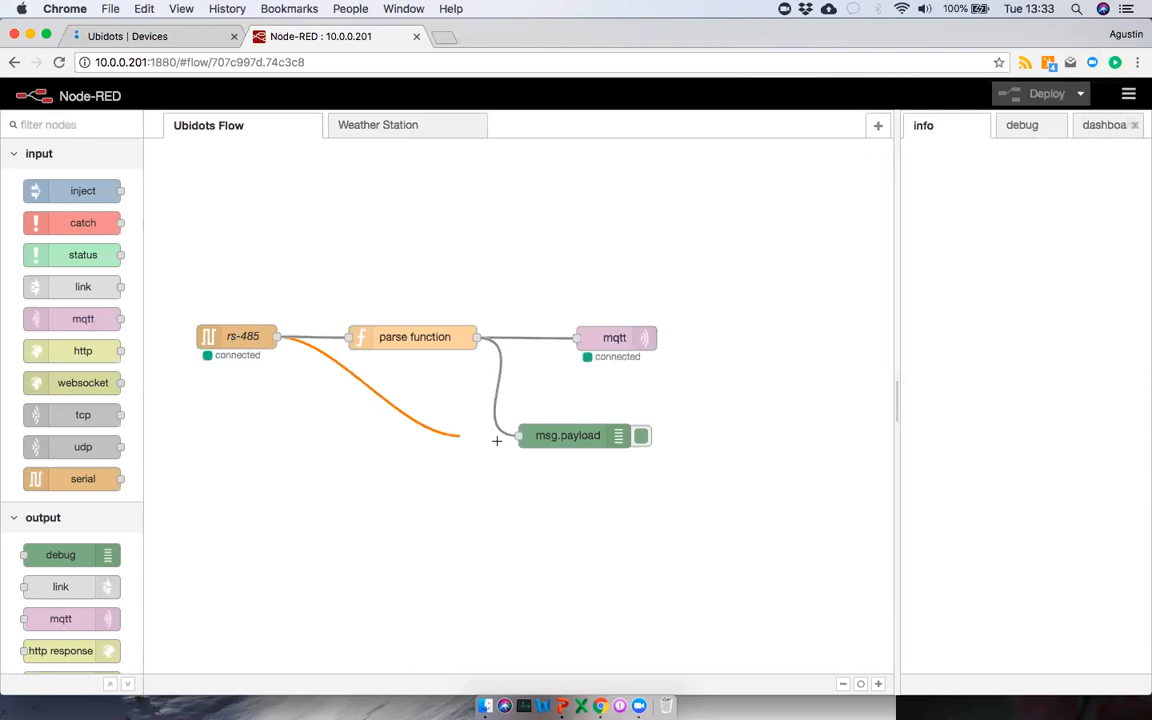 Chrome File Edit View History Bookmarks People Window Help 100% Tue 13:33
Ubidots | Devices × Node-RED : 10.0.0.201 × Agustin
10.0.0.201:1880/#flow/707c997d.74c3c8
Node-RED Deploy
filter nodes Ubidots Flow Weather Station + info debug dashboa
input
inject
catch
status
link
mqtt
http
websocket
tcp
udp
serial
rs-485 parse function mqtt
connected connected
msg.payload
output
debug
link
mqtt
http response